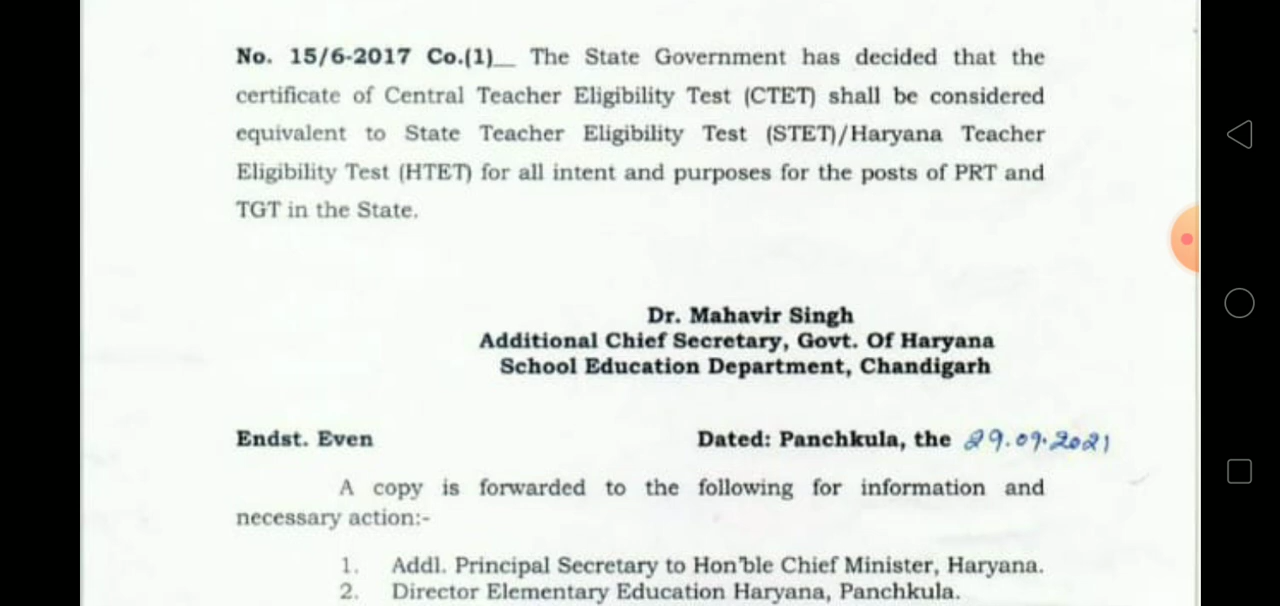 No. 15/6-2017 Co.(1)__ The State Government has decided that the
certificate of Central Teacher Eligibility Test (CTET) shall be considered
equivalent to State Teacher Eligibility Test (STET)/Haryana Teacher
Eligibility Test (HTET) for all intent and purposes for the posts of PRT and
TGT in the State.
Dr. Mahavir Singh
Additional Chief Secretary, Govt. Of Haryana
School Education Department, Chandigarh
Endst. Even Dated: Panchkula, the 29.09.2021
A copy is forwarded to the following for information and
necessary action:-
1. Addl. Principal Secretary to Hon'ble Chief Minister, Haryana.
2. Director Elementary Education Haryana, Panchkula.